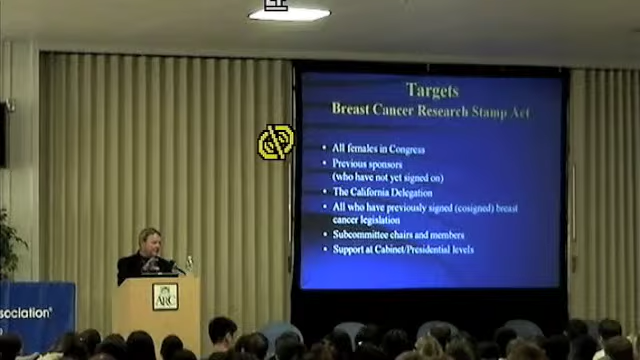 Targets
Breast Cancer Research Stamp Act
• All females in Congress
• Previous sponsors
(who have not yet signed on)
• The California Delegation
• All who have previously signed (cosigned) breast
cancer legislation
• Subcommittee chairs and members
• Support at Cabinet/Presidential levels
ARC
sociation